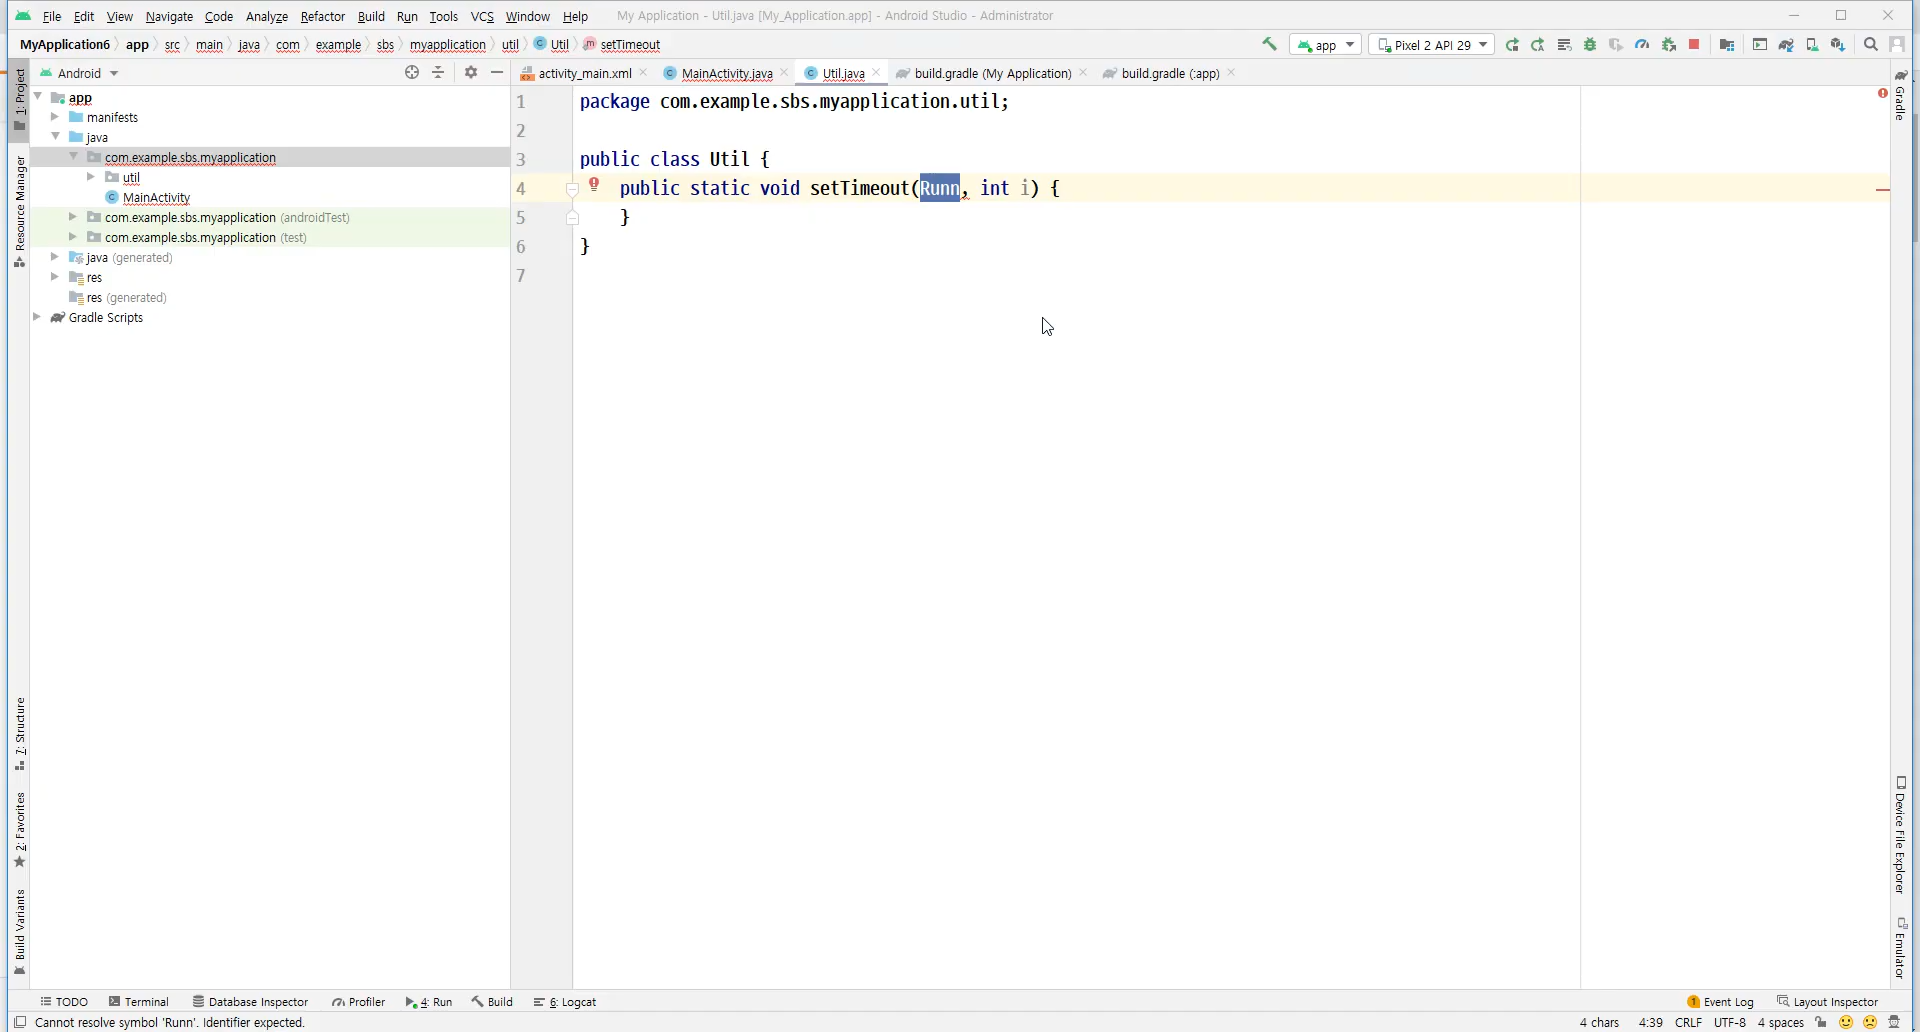 File Edit View Navigate Code Analyze Refactor Build Run Tools VCS Window Help My Application - Util.java [My_Application.app] - Android Studio - Administrator
MyApplication6 app src main java com example sbs myapplication util Util setTimeout app Pixel 2 API 29
Android activity_main.xml MainActivity.java Util.java build.gradle (My Application) build.gradle (:app)
1: Project
Resource Manager
7: Structure
2: Favorites
Build Variants
app
manifests
java
com.example.sbs.myapplication
util
MainActivity
com.example.sbs.myapplication (androidTest)
com.example.sbs.myapplication (test)
java (generated)
res
res (generated)
Gradle Scripts
1 package com.example.sbs.myapplication.util;
2
3 public class Util {
4 public static void setTimeout(Runn, int i) {
5 }
6 }
7
Gradle
Device File Explorer
Emulator
TODO Terminal Database Inspector Profiler 4: Run Build 6: Logcat 1 Event Log Layout Inspector
Cannot resolve symbol 'Runn'. Identifier expected. 4 chars 4:39 CRLF UTF-8 4 spaces